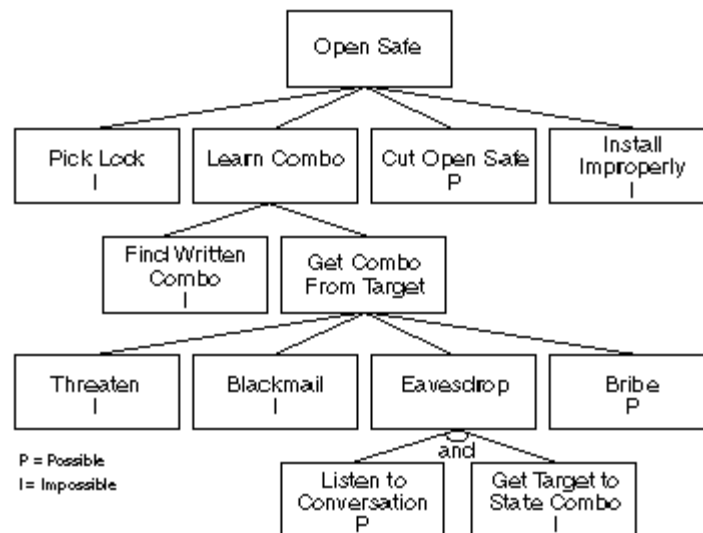 Open Safe
Pick Lock
I
Learn Combo
Cut Open Safe
P
Install
Improperly
I
Find Written
Combo
I
Get Combo
From Target
Threaten
I
Blackmail
I
Eavesdrop
Bribe
P
and
P = Possible
I = Impossible
Listen to
Conversation
P
Get Target to
State Combo
I